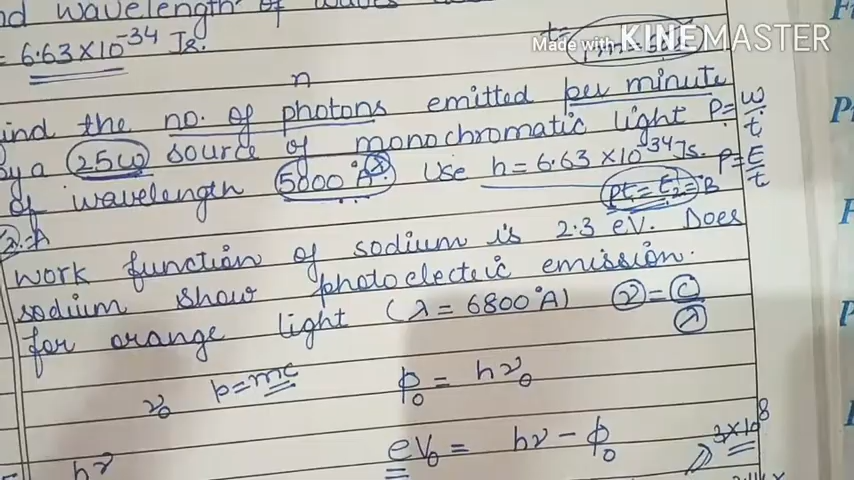 nd wavelength of waves
= 6.63 × 10⁻³⁴ Js.
t=
Made with KINEMASTER
n
ind the no. of photons emitted per minute
by a 25W source of monochromatic light P= W/t
of wavelength 5000 °A Use h = 6.63 × 10⁻³⁴ Js. P= E/t
Pt = E
2.
work function of sodium is 2.3 eV. Does
sodium show photoelectric emission.
for orange light (λ = 6800 °A) ν = c/λ
ν₀ p=mc ϕ₀ = hν₀
eV₀ = hν - ϕ₀ 3×10⁸
hν